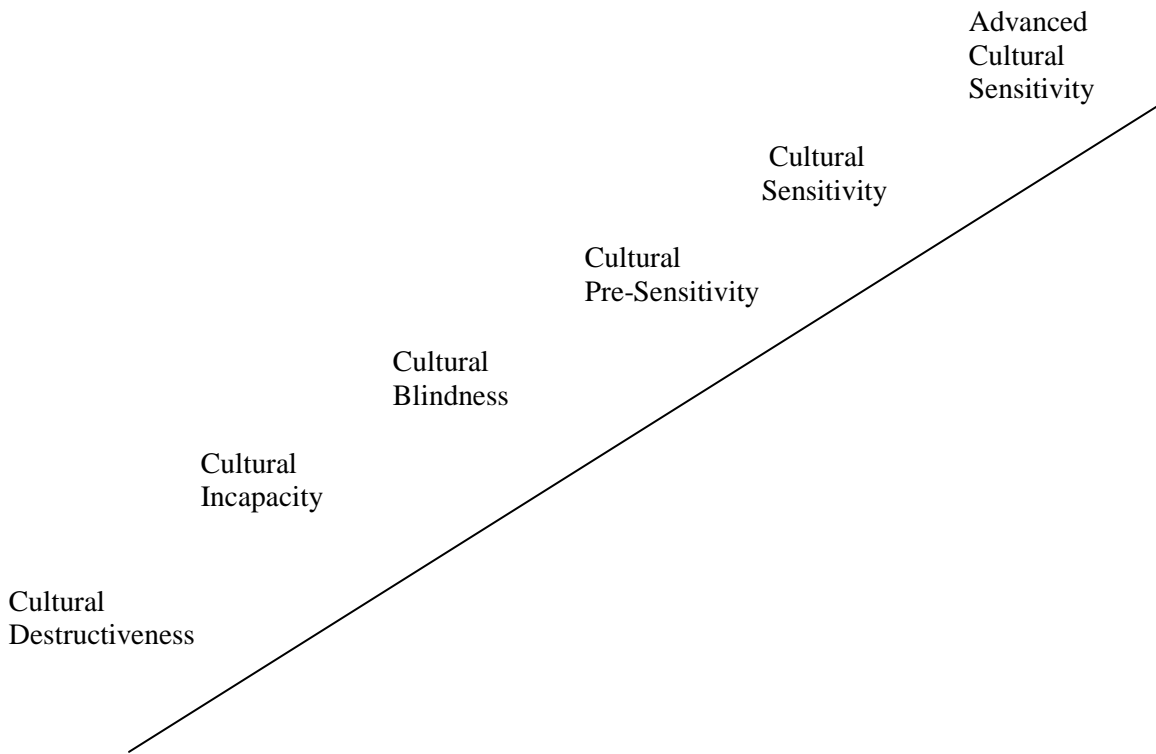 Advanced
Cultural
Sensitivity
Cultural
Sensitivity
Cultural
Pre-Sensitivity
Cultural
Blindness
Cultural
Incapacity
Cultural
Destructiveness